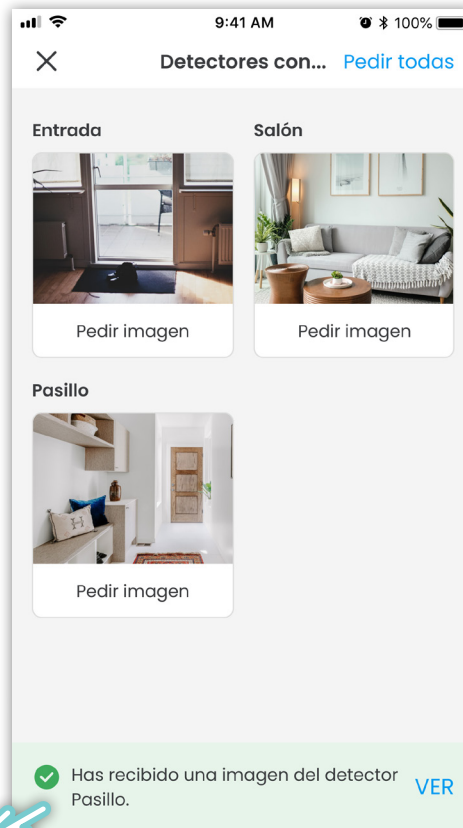 9:41 AM 100%
Detectores con... Pedir todas
Entrada Salón
Pedir imagen Pedir imagen
Pasillo
H
Pedir imagen
Has recibido una imagen del detector
Pasillo.
VER